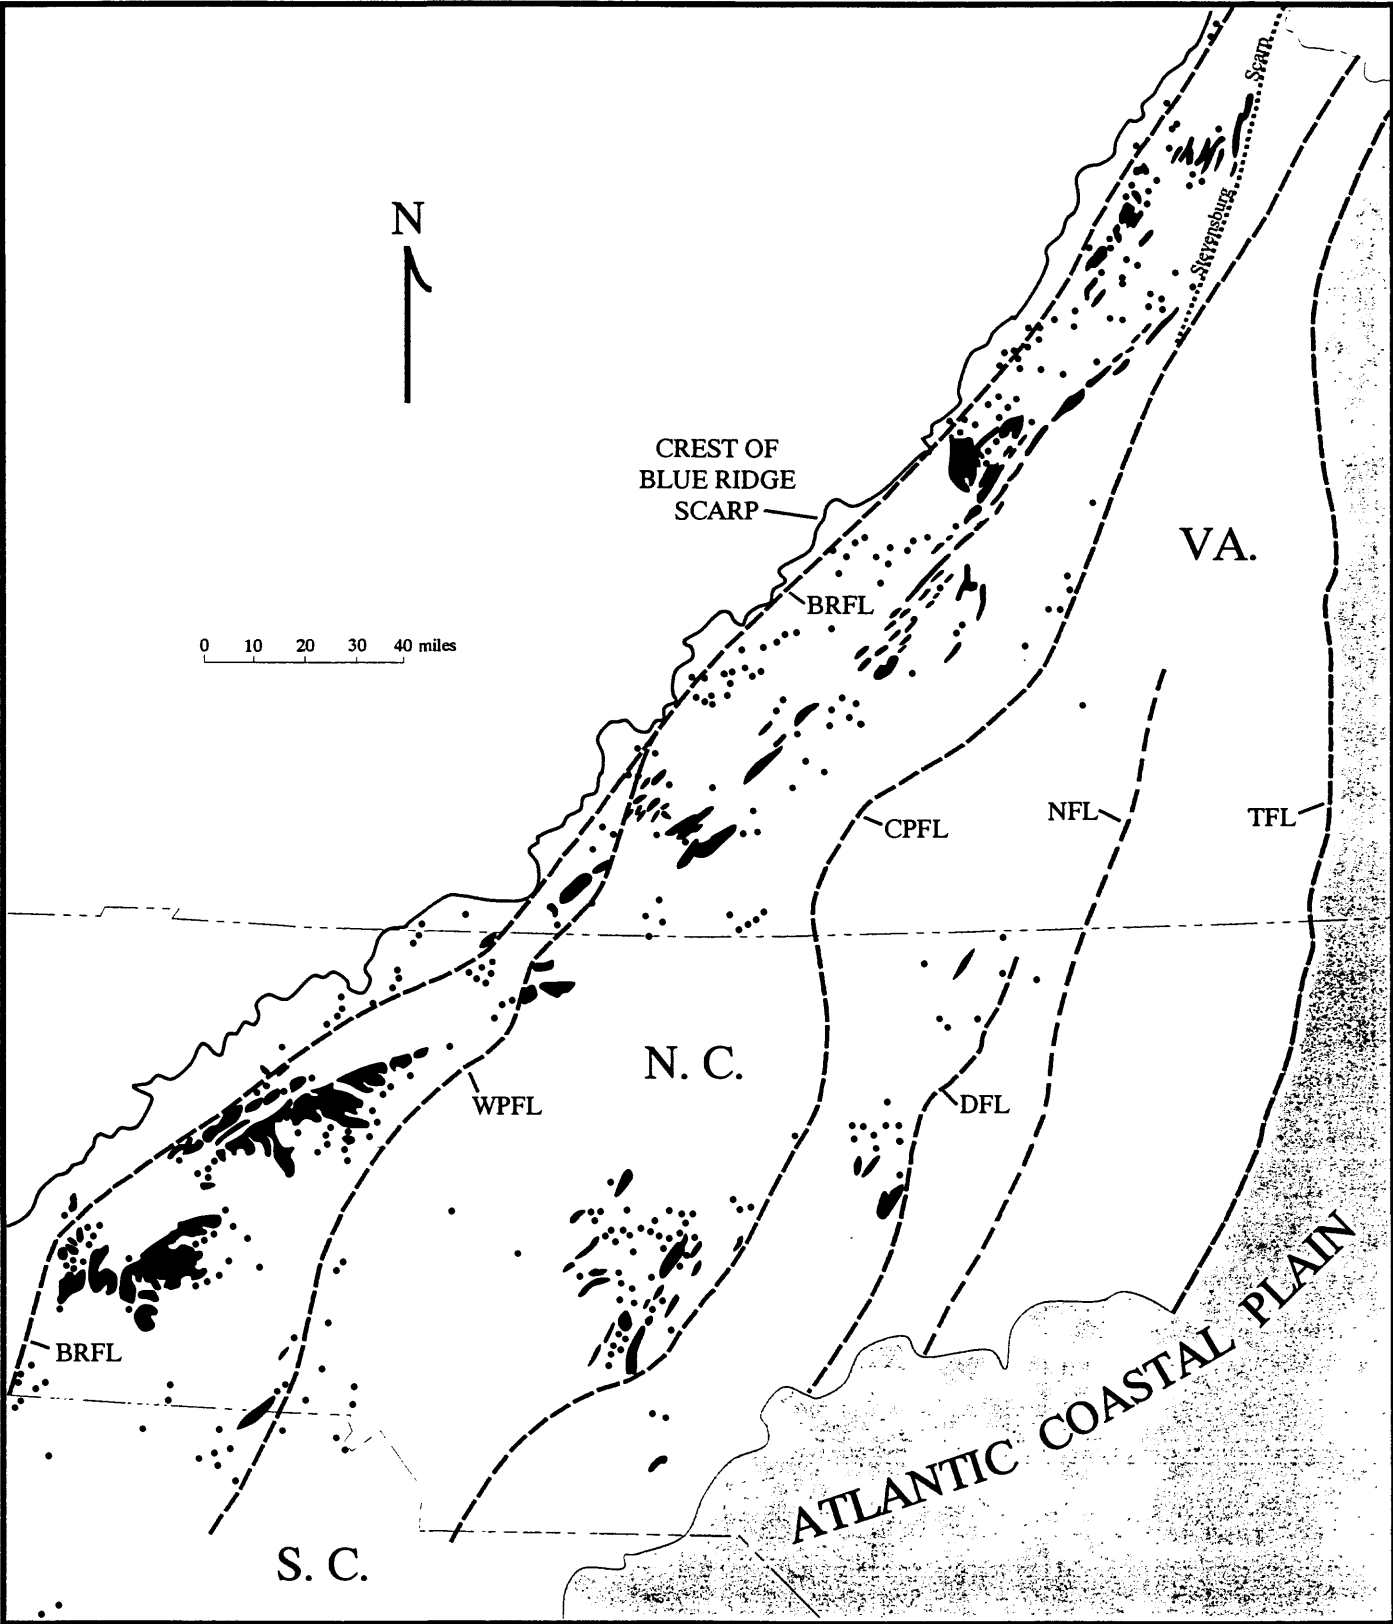 Scarp
Stevensburg
N
CREST OF
BLUE RIDGE
SCARP
VA.
BRFL
0 10 20 30 40 miles
NFL
TFL
CPFL
N. C.
WPFL
DFL
BRFL
ATLANTIC COASTAL PLAIN
S. C.